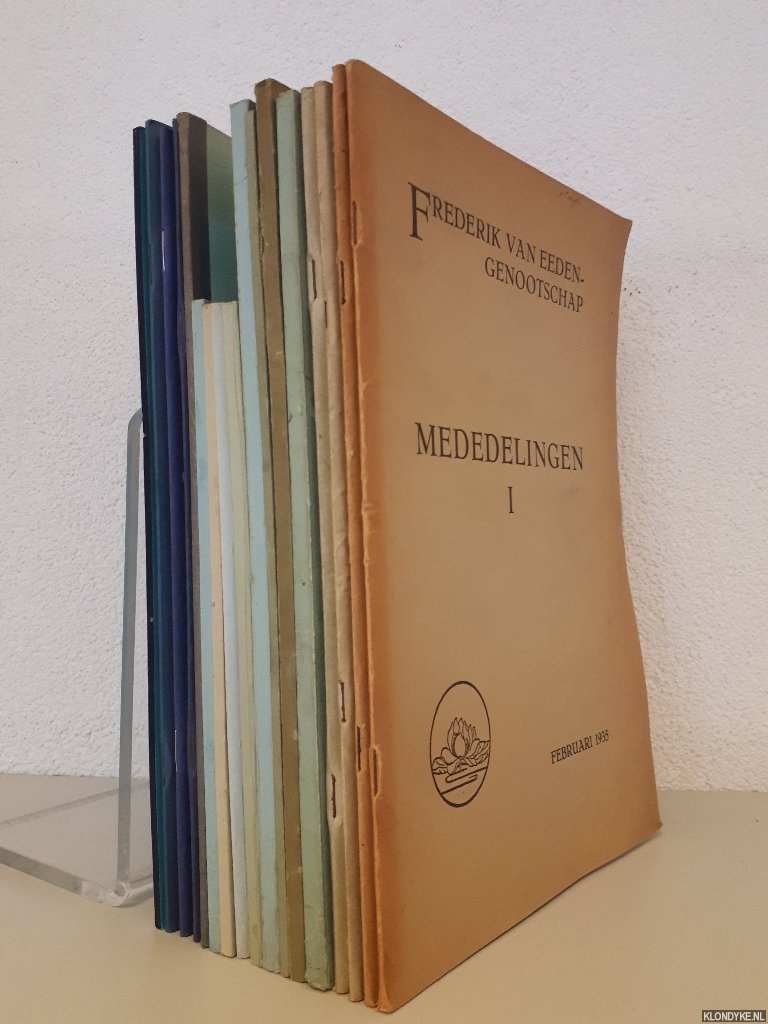 FREDERIK VAN EEDEN-
GENOOTSCHAP
MEDEDELINGEN
I
FEBRUARI 1935
KLONDYKE.NL